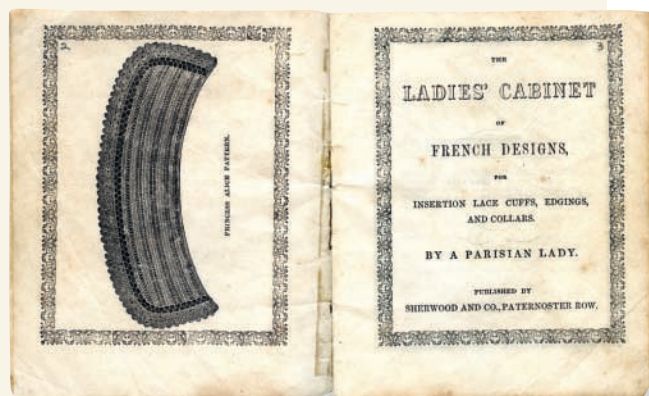 2.
PRINCESS ALICE PATTERN.
3
THE
LADIES' CABINET
OF
FRENCH DESIGNS,
FOR
INSERTION LACE CUFFS, EDGINGS,
AND COLLARS.
BY A PARISIAN LADY.
PUBLISHED BY
SHERWOOD AND CO., PATERNOSTER ROW.